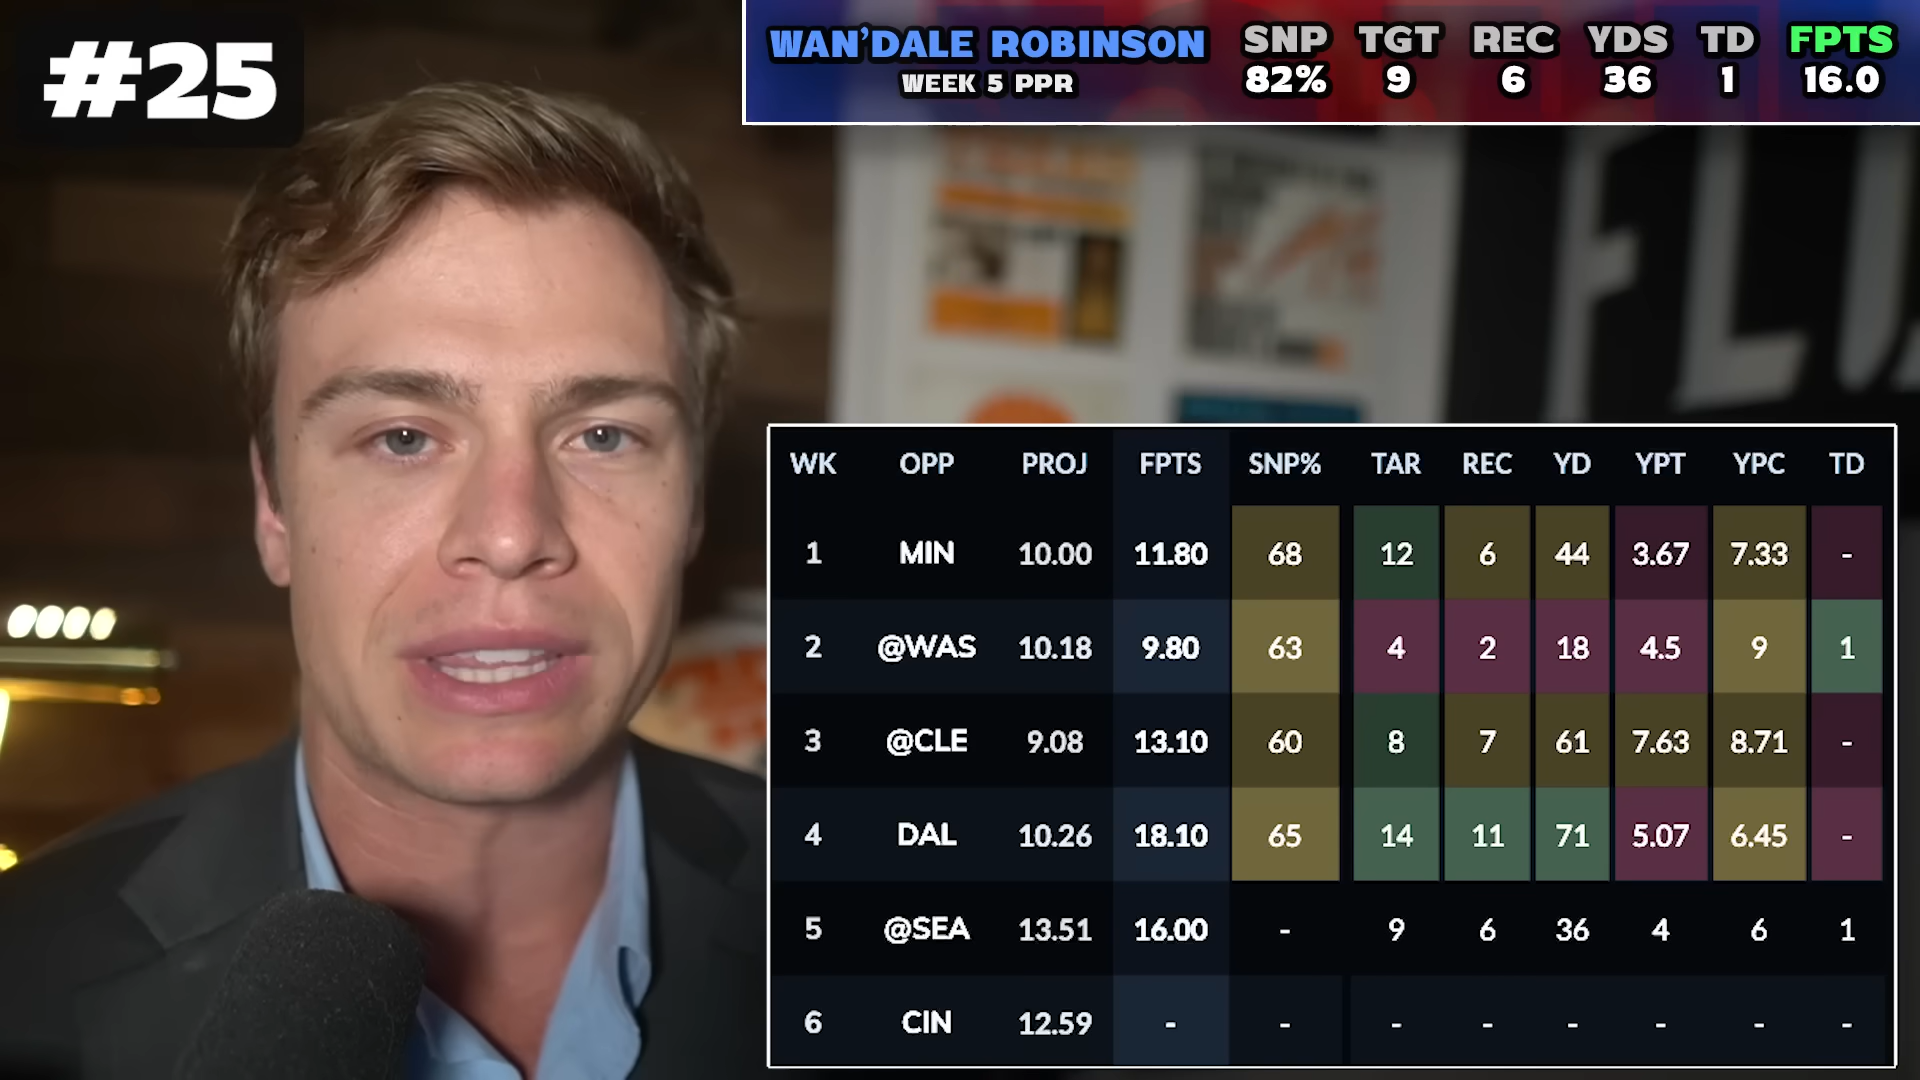 #25
WAN'DALE ROBINSON SNP TGT REC YDS TD FPTS
WEEK 5 PPR 82% 9 6 36 1 16.0
WK OPP PROJ FPTS SNP% TAR REC YD YPT YPC TD
1 MIN 10.00 11.80 68 12 6 44 3.67 7.33 -
2 @WAS 10.18 9.80 63 4 2 18 4.5 9 1
3 @CLE 9.08 13.10 60 8 7 61 7.63 8.71 -
4 DAL 10.26 18.10 65 14 11 71 5.07 6.45 -
5 @SEA 13.51 16.00 - 9 6 36 4 6 1
6 CIN 12.59 - - - - - - - -